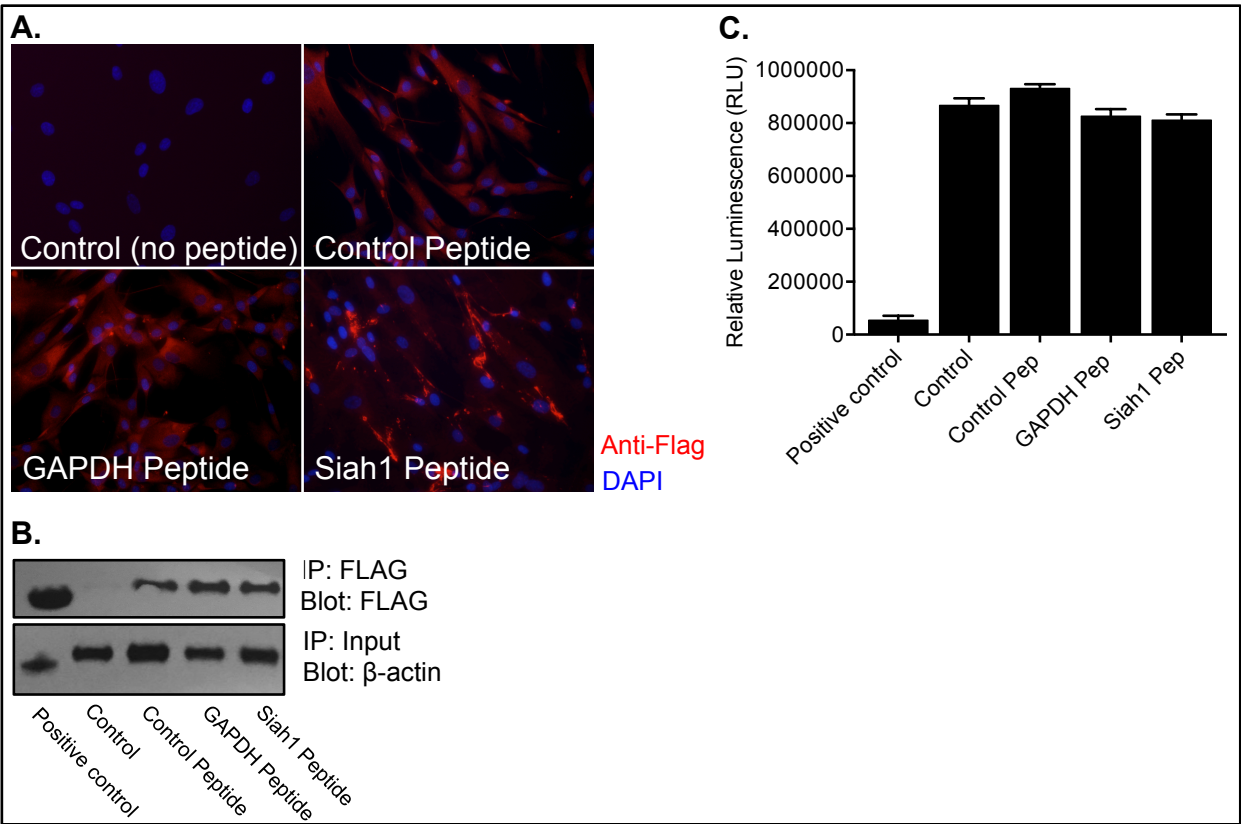 A.
Control (no peptide)
Control Peptide
GAPDH Peptide
Siah1 Peptide
Anti-Flag
DAPI
B.
IP: FLAG
Blot: FLAG
IP: Input
Blot: β-actin
Positive control
Control
Control Peptide
GAPDH Peptide
Siah1 Peptide
C.
Relative Luminescence (RLU)
1000000
800000
600000
400000
200000
0
Positive control
Control
Control Pep
GAPDH Pep
Siah1 Pep